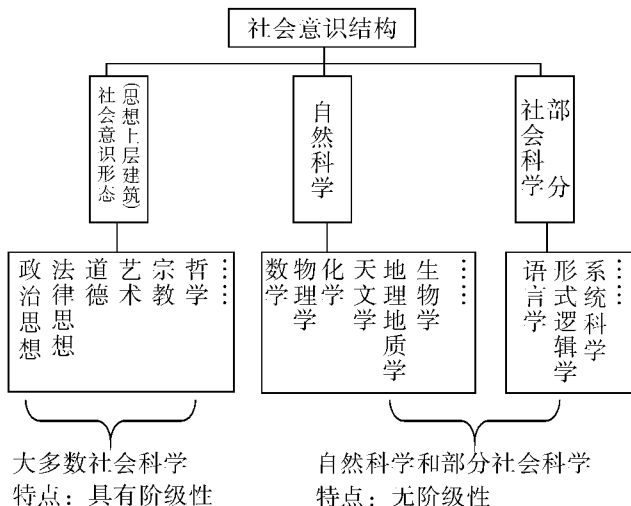 社会意识结构
社会意识形态
(思想上层建筑)
自然科学
部分
社会科学
政治思想
法律思想
道德
艺术
宗教
哲学
……
数学
物理学
化学
天文学
地理地质学
生物学
……
语言学
形式逻辑学
系统科学
……
大多数社会科学
特点：具有阶级性
自然科学和部分社会科学
特点：无阶级性